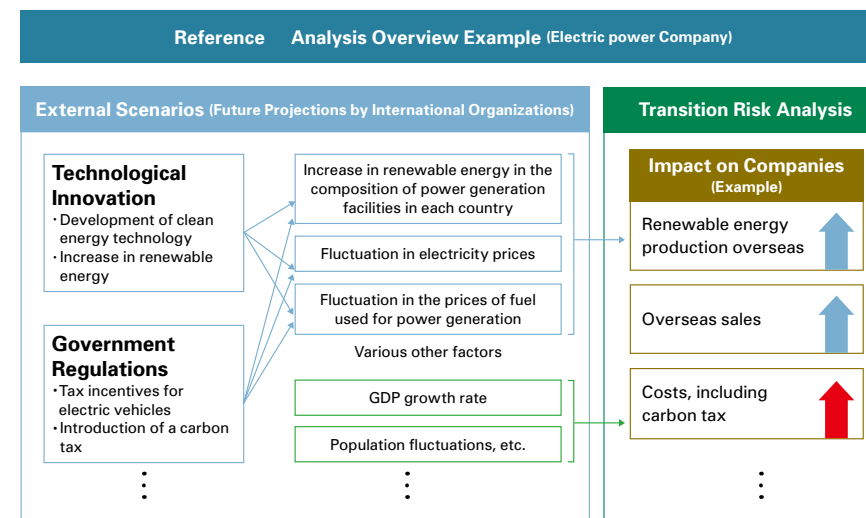 Reference Analysis Overview Example (Electric power Company)
External Scenarios (Future Projections by International Organizations)
Technological
Innovation
・Development of clean
energy technology
・Increase in renewable
energy
Government
Regulations
・Tax incentives for
electric vehicles
・Introduction of a carbon
tax
Increase in renewable energy in the
composition of power generation
facilities in each country
Fluctuation in electricity prices
Fluctuation in the prices of fuel
used for power generation
Various other factors
GDP growth rate
Population fluctuations, etc.
Transition Risk Analysis
Impact on Companies
(Example)
Renewable energy
production overseas
Overseas sales
Costs, including
carbon tax